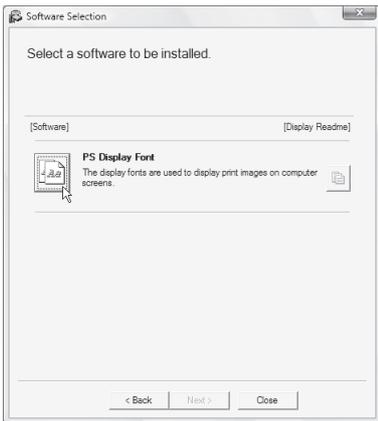 Software Selection
Select a software to be installed.
[Software] [Display Readme]
PS Display Font
The display fonts are used to display print images on computer
screens.
Aa
< Back Next > Close